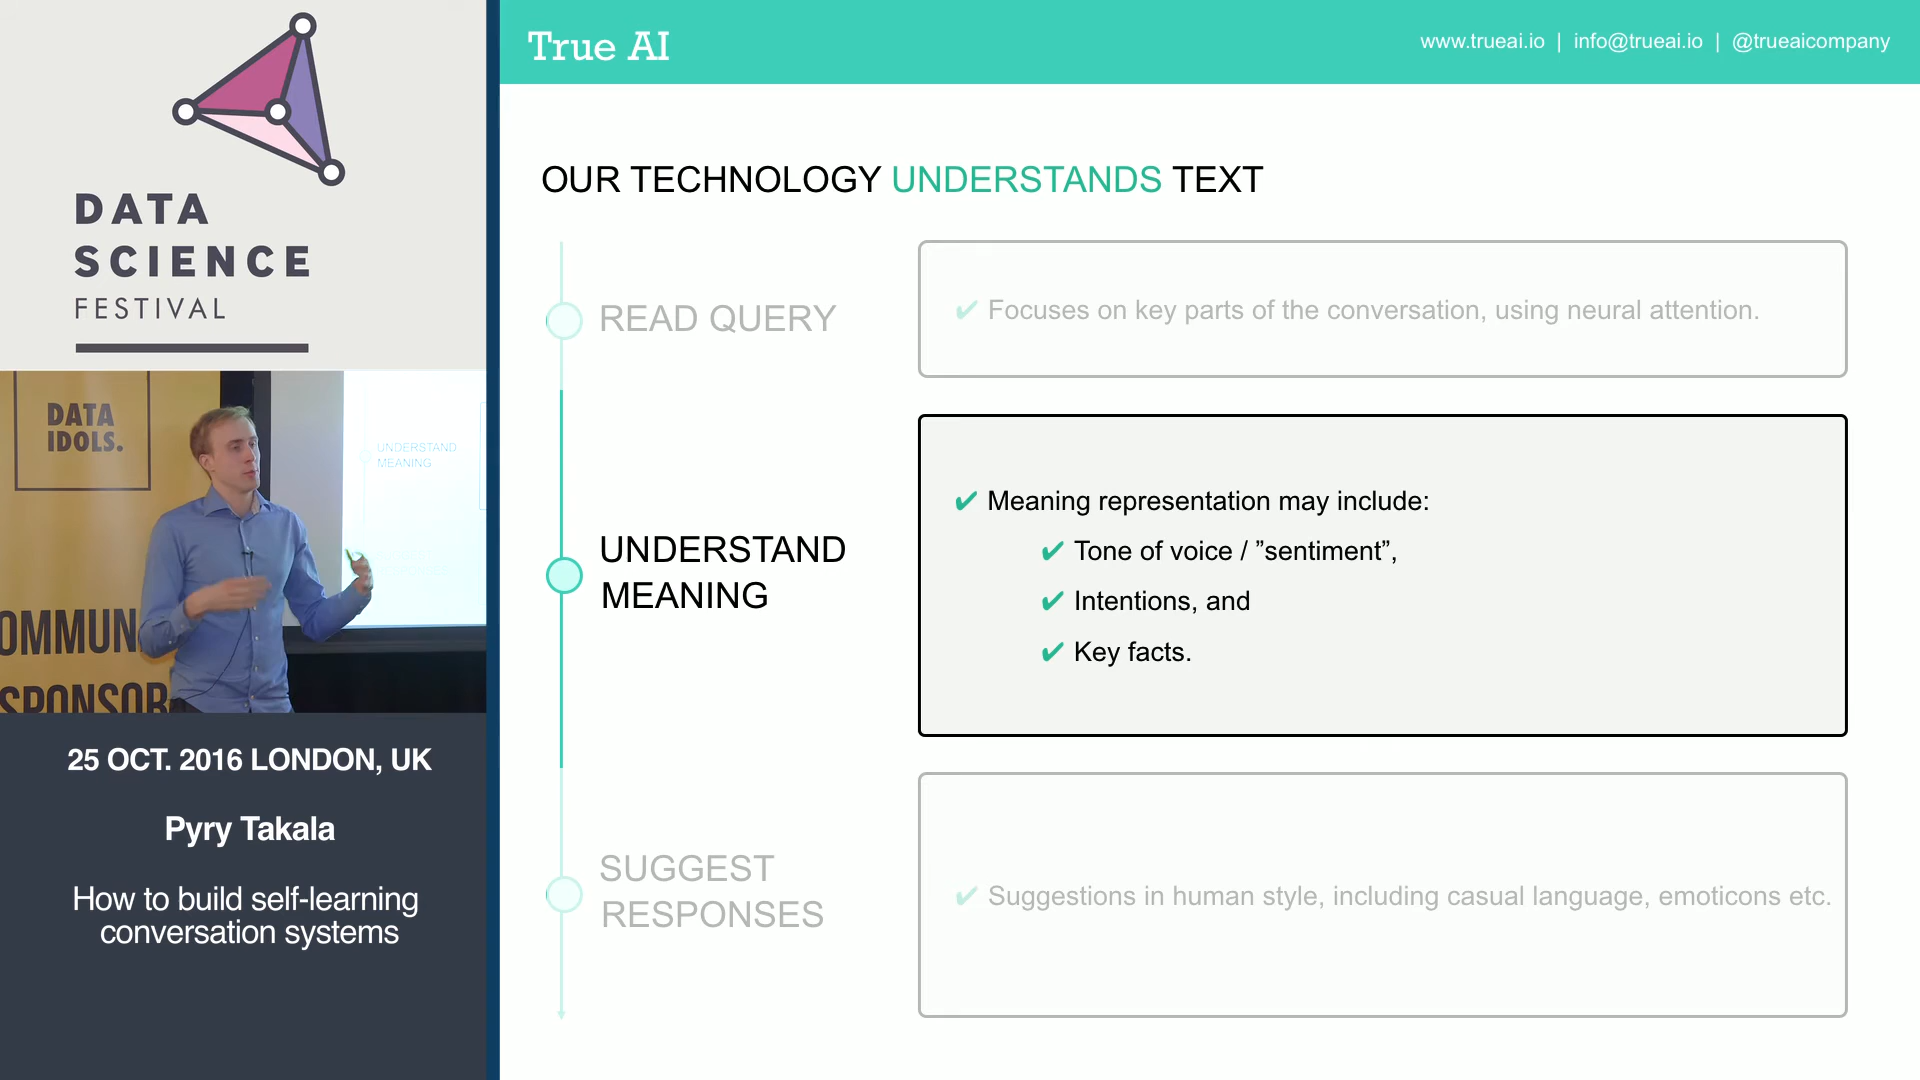 DATA
SCIENCE
FESTIVAL
DATA
IDOLS.
UNDERSTAND
MEANING
OMMUN
SPONSOR
25 OCT. 2016 LONDON, UK
Pyry Takala
How to build self-learning
conversation systems
True AI
www.trueai.io | info@trueai.io | @trueaicompany
OUR TECHNOLOGY UNDERSTANDS TEXT
READ QUERY
✔ Focuses on key parts of the conversation, using neural attention.
UNDERSTAND
MEANING
✔ Meaning representation may include:
✔ Tone of voice / ”sentiment”,
✔ Intentions, and
✔ Key facts.
SUGGEST
RESPONSES
✔ Suggestions in human style, including casual language, emoticons etc.